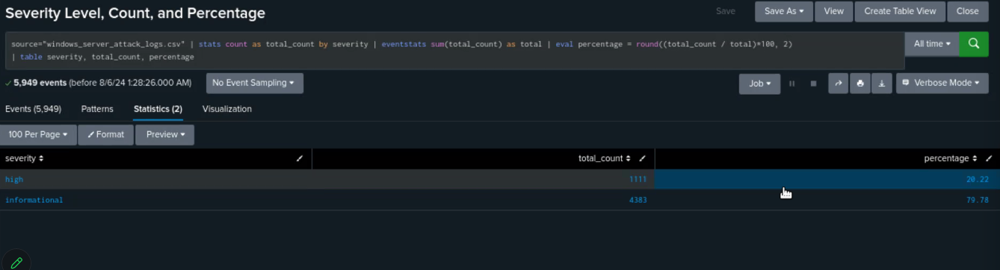 Severity Level, Count, and Percentage
Save Save As View Create Table View Close
source="windows_server_attack_logs.csv" | stats count as total_count by severity | eventstats sum(total_count) as total | eval percentage = round((total_count / total)*100, 2)
| table severity, total_count, percentage
All time
5,949 events (before 8/6/24 1:28:26.000 AM) No Event Sampling Job Verbose Mode
Events (5,949) Patterns Statistics (2) Visualization
100 Per Page Format Preview
severity total_count percentage
high 1111 20.22
informational 4383 79.78